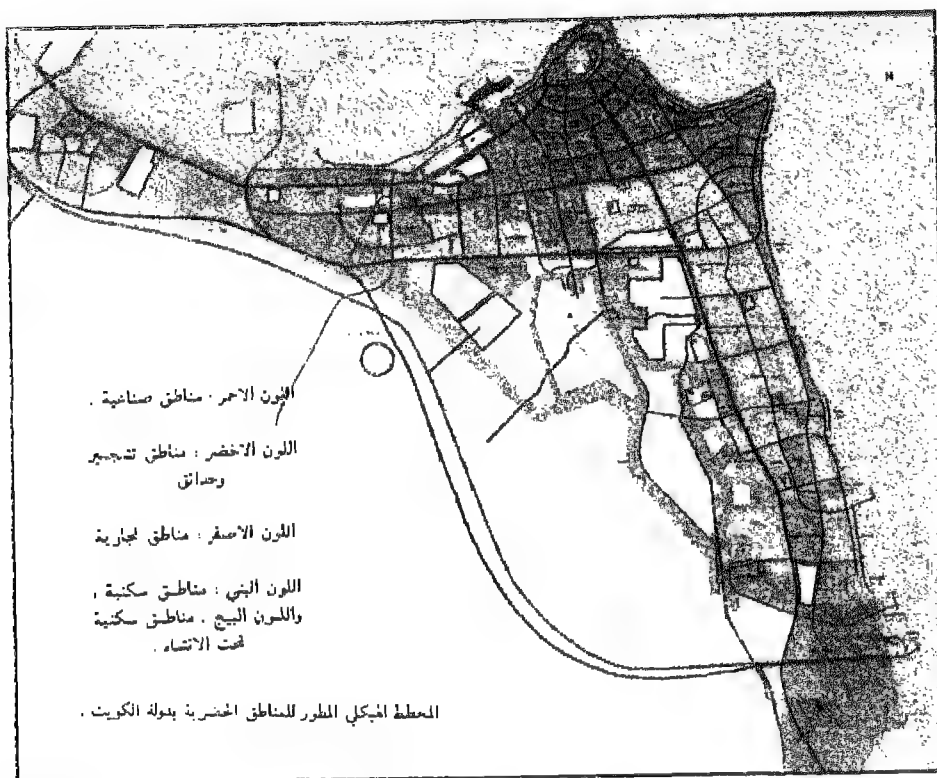 اللون الاحمر : مناطق صناعية .
اللون الاخضر : مناطق تشجير
وحدائق
اللون الاصفر : مناطق تجارية
اللون البني : مناطق سكنية ,
واللون البيج . مناطق سكنية
تحت الانشاء .
المخطط الهيكلي المطور للمناطق الحضرية بدولة الكويت .